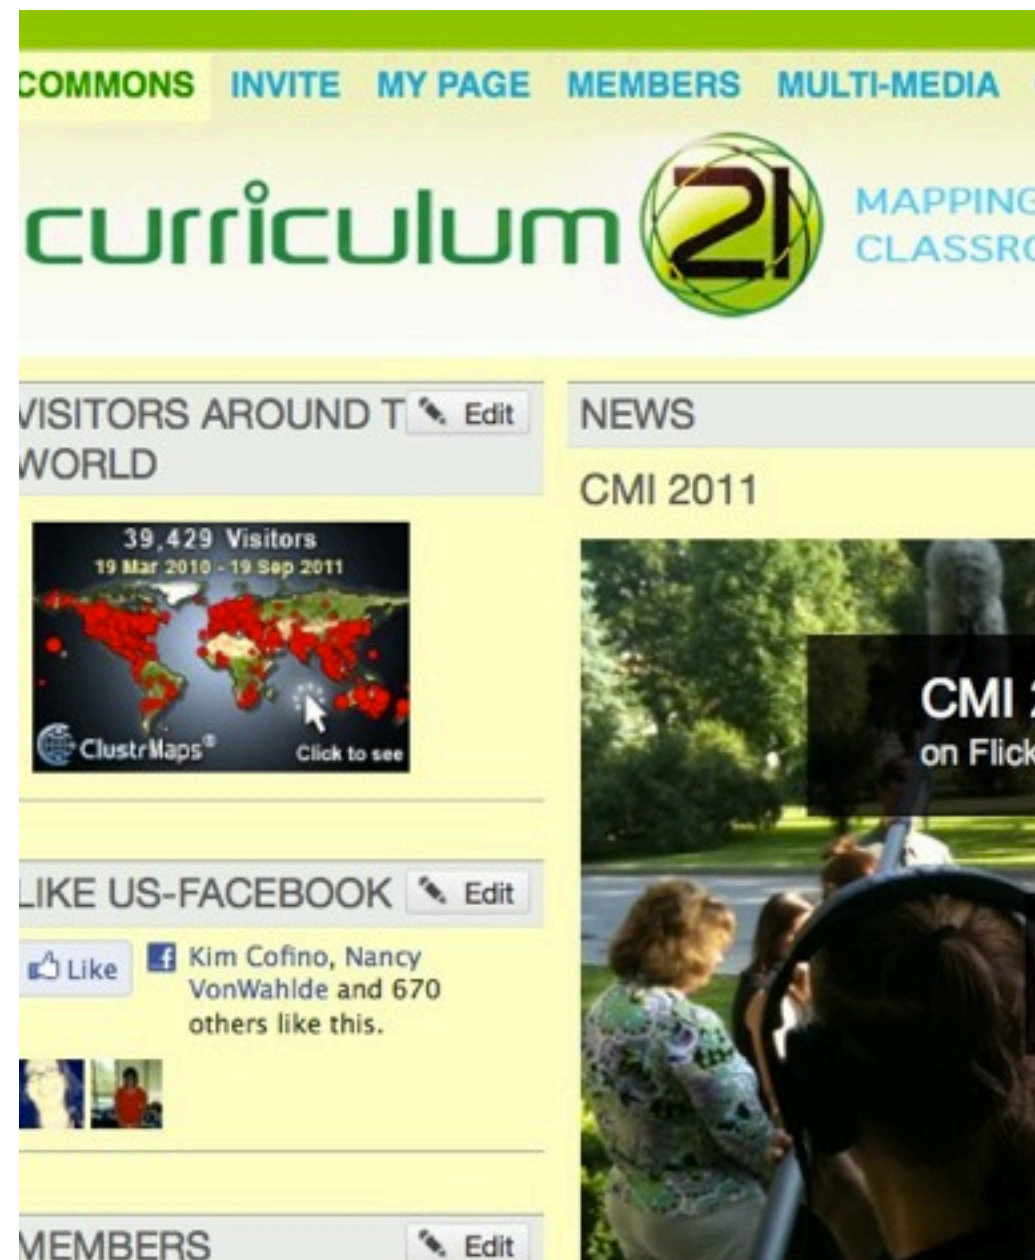 COMMONS INVITE MY PAGE MEMBERS MULTI-MEDIA
curriculum 21
MAPPING
CLASSRO
VISITORS AROUND T Edit
WORLD
39,429 Visitors
19 Mar 2010 - 19 Sep 2011
ClustrMaps®
Click to see
LIKE US-FACEBOOK Edit
Like
Kim Cofino, Nancy
VonWahlde and 670
others like this.
MEMBERS Edit
NEWS
CMI 2011
CMI 2
on Flick